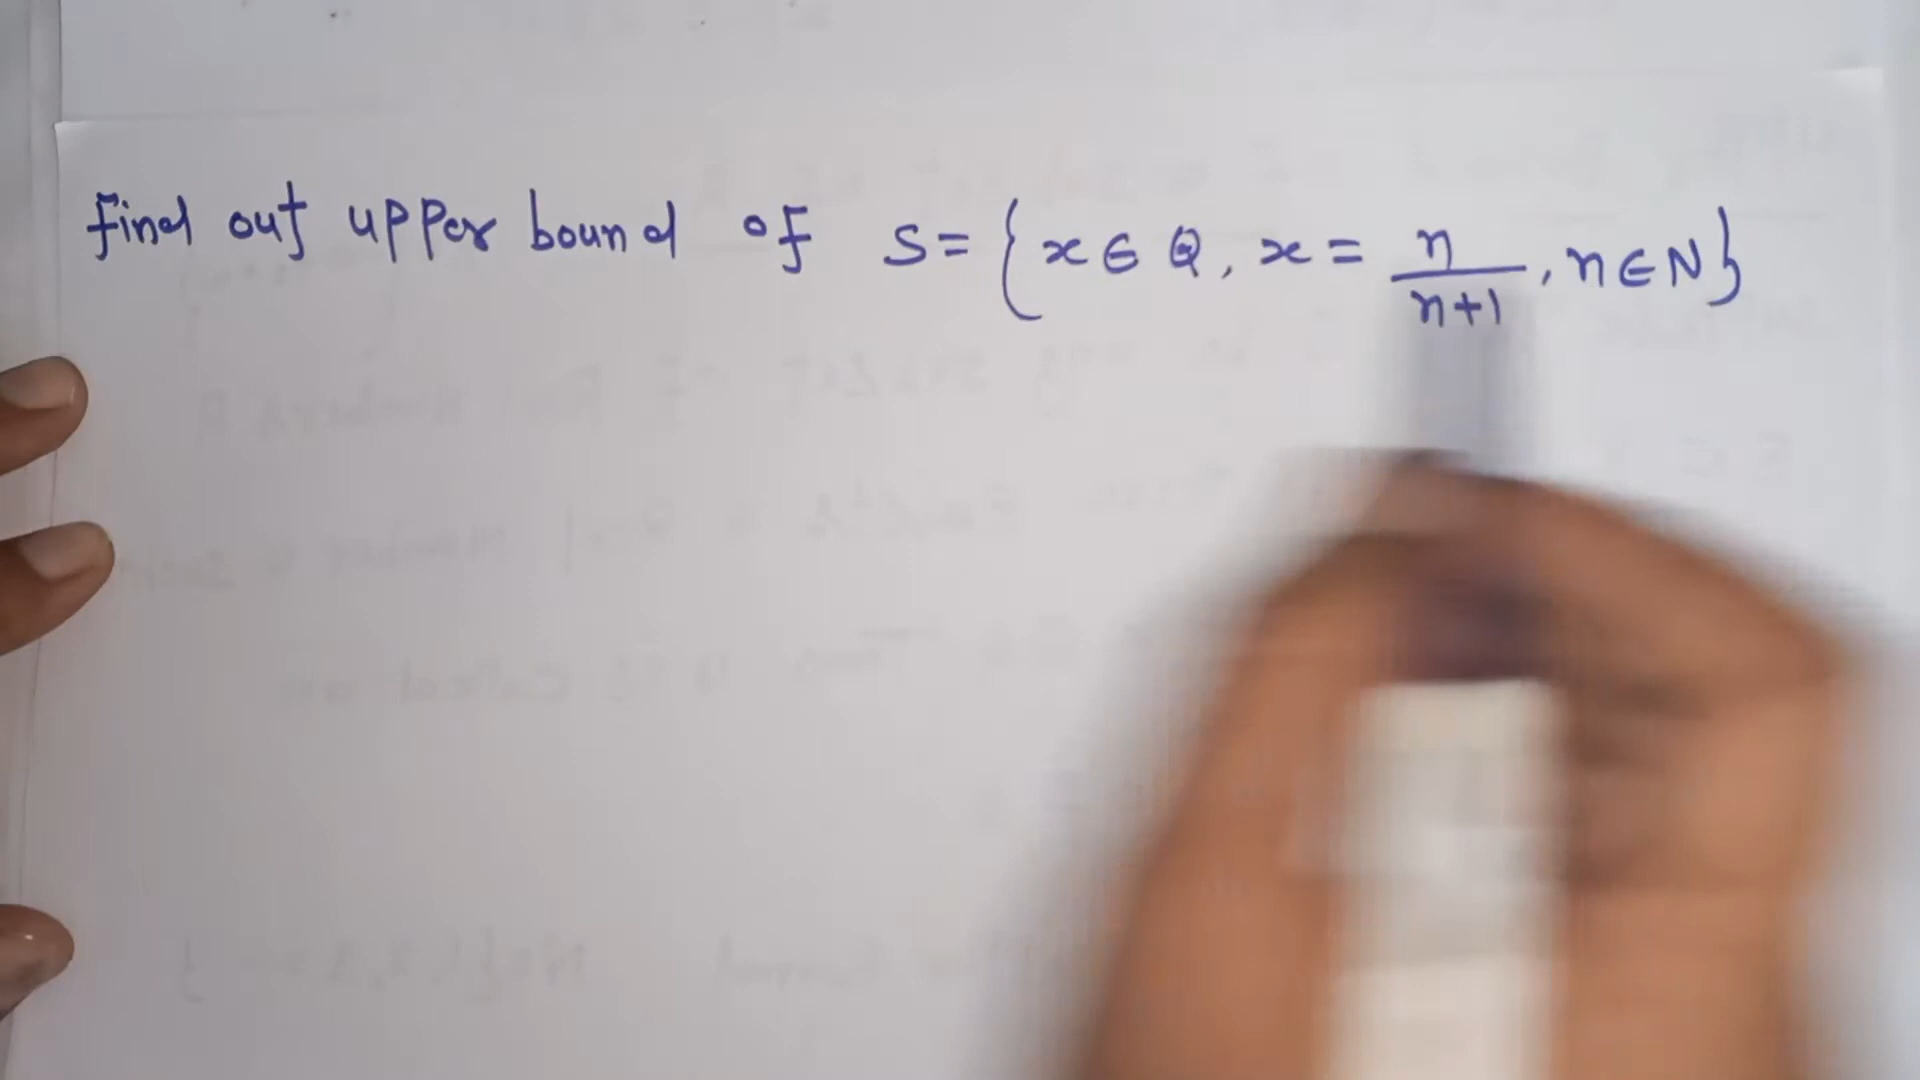 Find out upper bound of S = { x ∈ Q, x = n/n+1, n ∈ N }